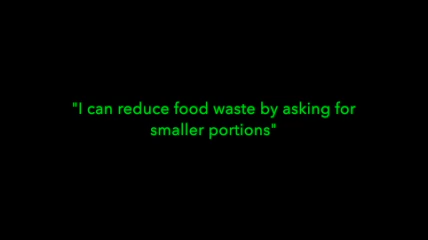 "I can reduce food waste by asking for
smaller portions"